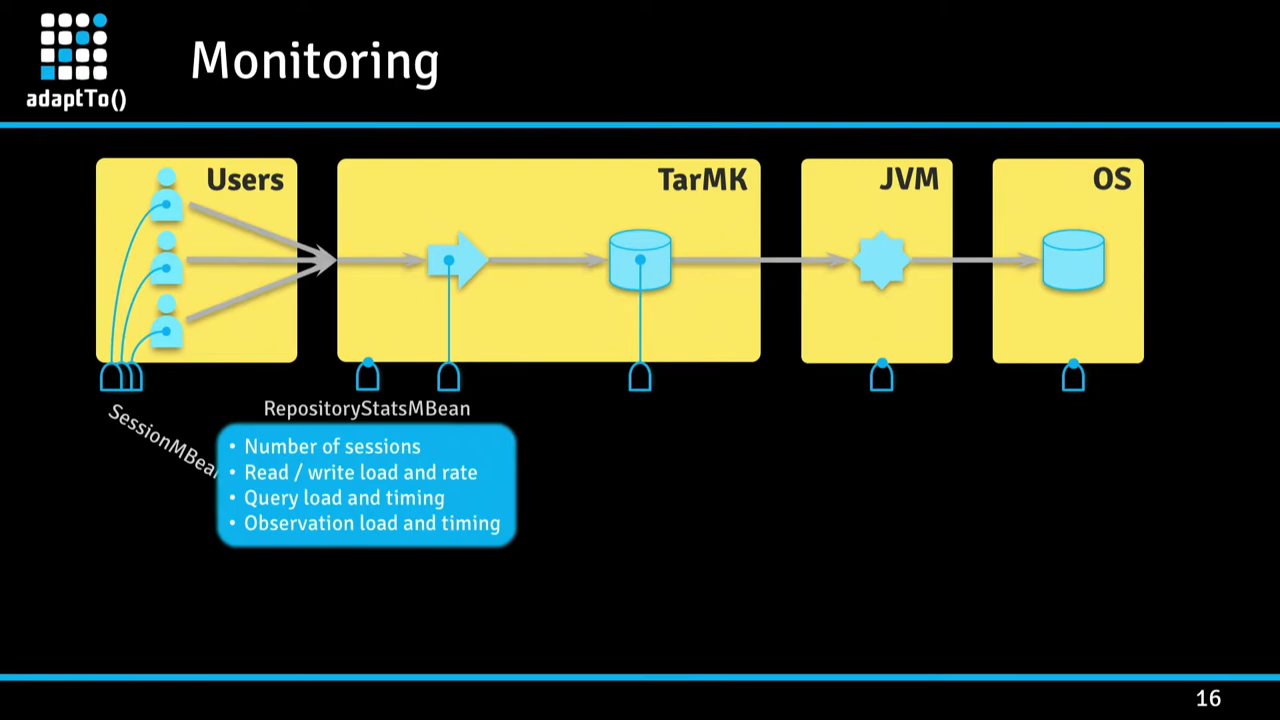 adaptTo()
Monitoring
Users
TarMK
JVM
OS
RepositoryStatsMBean
• Number of sessions
• Read / write load and rate
• Query load and timing
• Observation load and timing
16